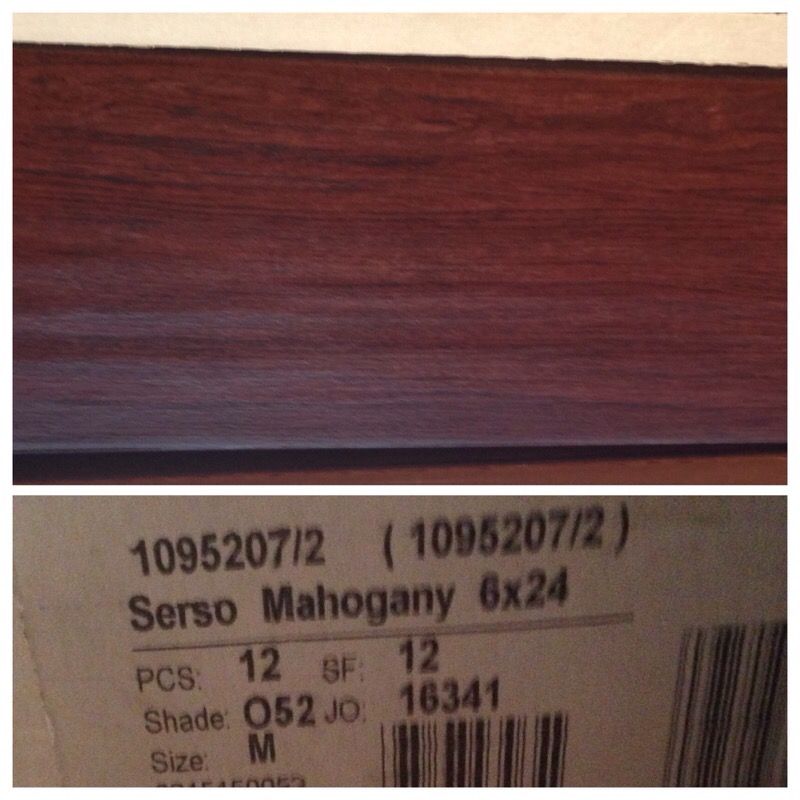 1095207/2 ( 1095207/2 )
Serso Mahogany 6x24
PCS: 12 SF: 12
Shade: O52 JO: 16341
Size: M